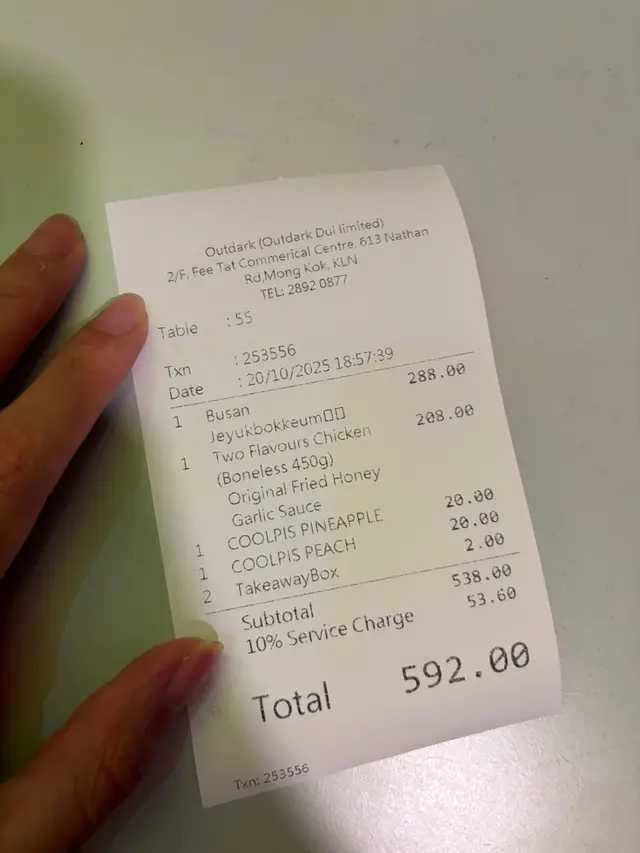 Outdark (Outdark Dui limited)
2/F, Fee Tat Commerical Centre. 613 Nathan
Rd,Mong Kok, KLN
TEL: 2892 0877
Table : 55
Txn : 253556
Date : 20/10/2025 18:57:39
1 Busan 288.00
Jeyukbokkeum▯▯
1 Two Flavours Chicken 208.00
(Boneless 450g)
Original Fried Honey
Garlic Sauce
1 COOLPIS PINEAPPLE 20.00
1 COOLPIS PEACH 20.00
2 TakeawayBox 2.00
Subtotal 538.00
10% Service Charge 53.60
Total 592.00
Txn: 253556